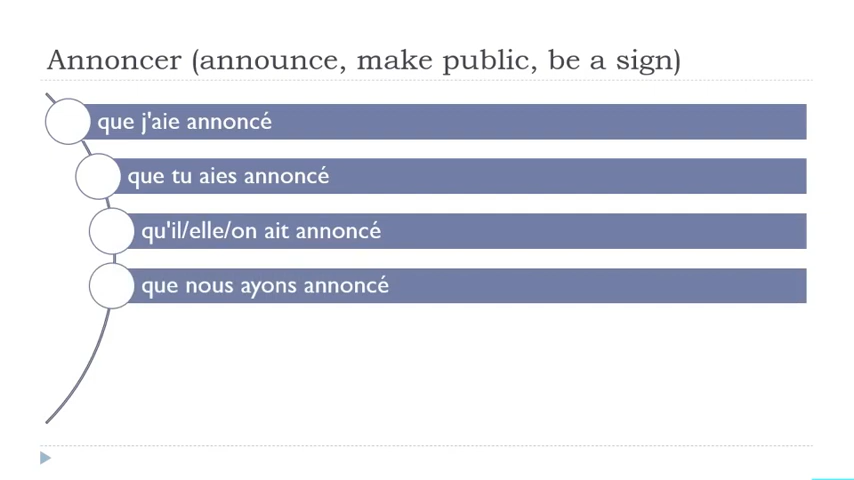 Annoncer (announce, make public, be a sign)
que j'aie annoncé
que tu aies annoncé
qu'il/elle/on ait annoncé
que nous ayons annoncé